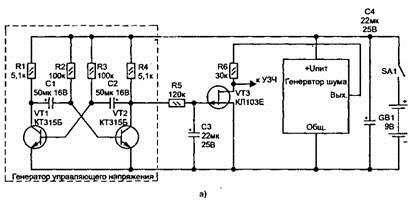 C4
22мк
25В
R1
5,1к
R2
100к
R3
100к
R4
5,1к
C1
50мк 16В
C2
50мк 16В
VT1
КТ315Б
VT2
КТ315Б
R5
120к
R6
30к
к УЗЧ
VT3
КП103Е
C3
22мк
25В
+Uпит
Генератор шума
Вых.
Общ.
SA1
GB1
9В
Генератор управляющего напряжения
а)